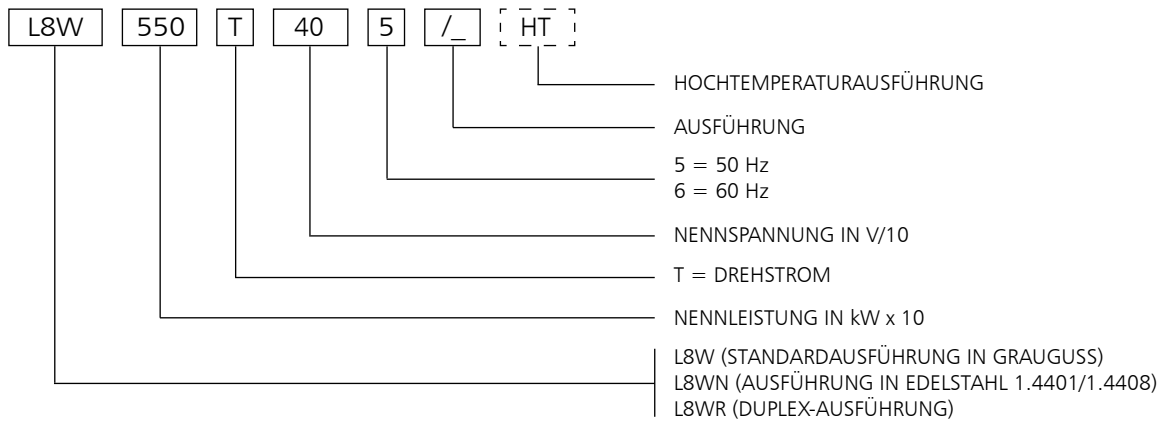 L8W 550 T 40 5 /_ HT
HOCHTEMPERATURAUSFÜHRUNG
AUSFÜHRUNG
5 = 50 Hz
6 = 60 Hz
NENNSPANNUNG IN V/10
T = DREHSTROM
NENNLEISTUNG IN kW x 10
L8W (STANDARDAUSFÜHRUNG IN GRAUGUSS)
L8WN (AUSFÜHRUNG IN EDELSTAHL 1.4401/1.4408)
L8WR (DUPLEX-AUSFÜHRUNG)